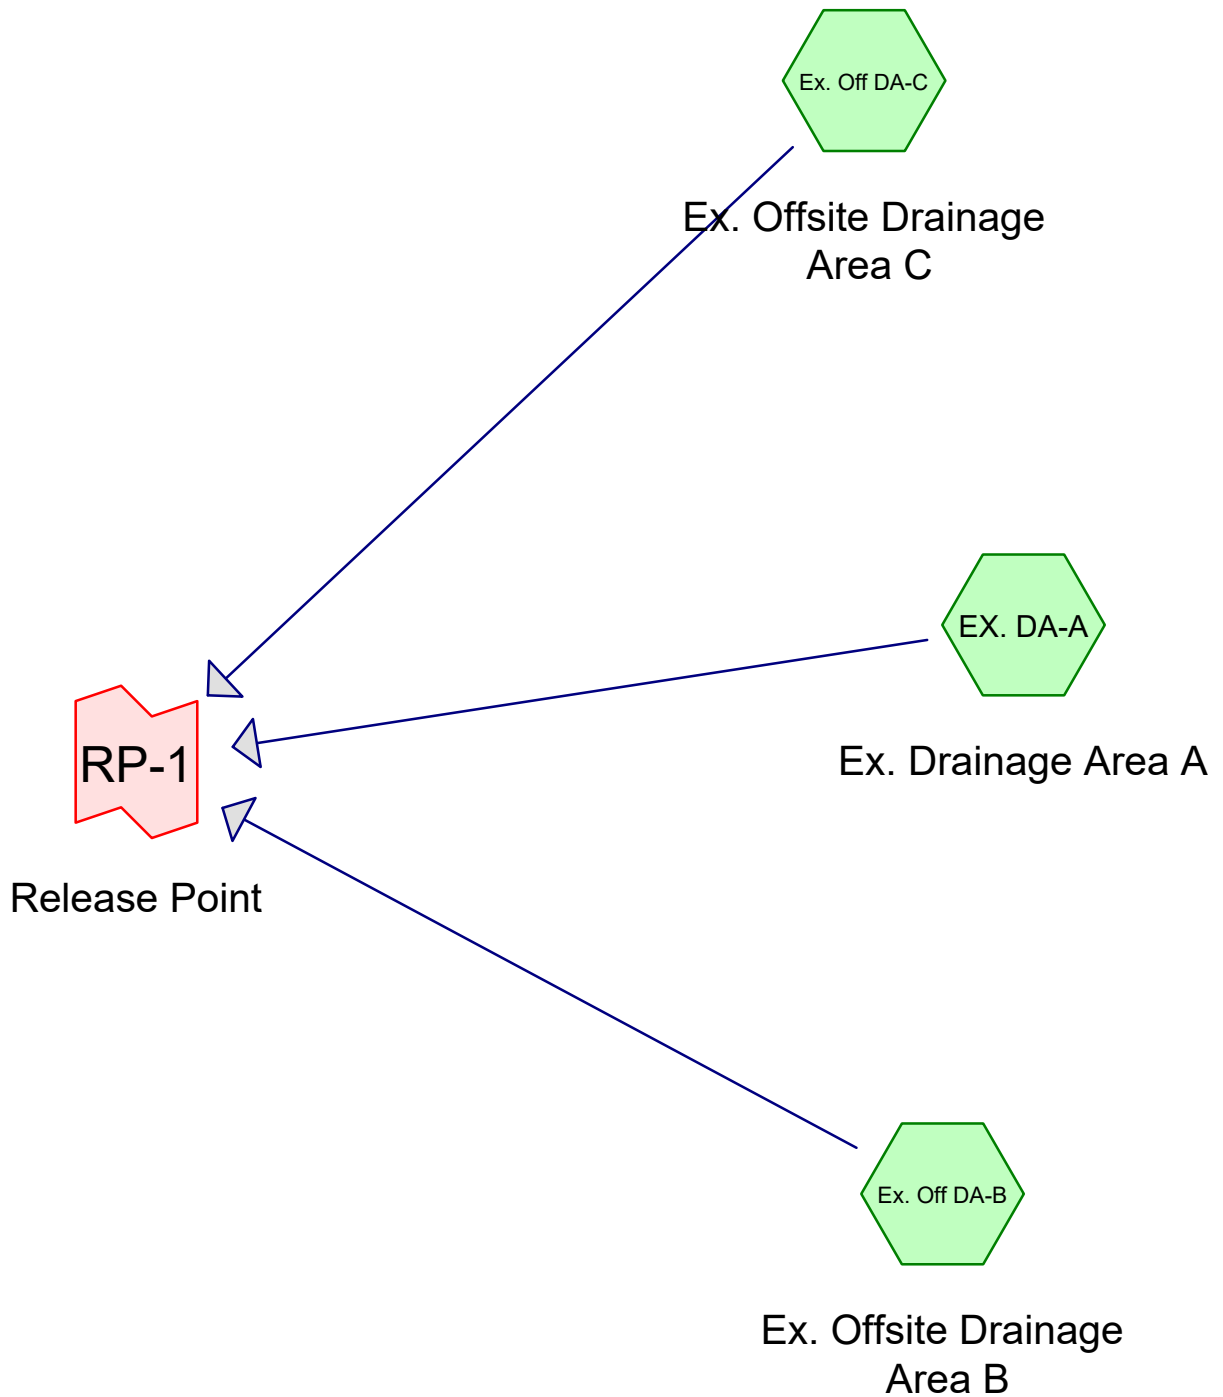 Ex. Off DA-C
Ex. Offsite Drainage
Area C
EX. DA-A
Ex. Drainage Area A
RP-1
Release Point
Ex. Off DA-B
Ex. Offsite Drainage
Area B